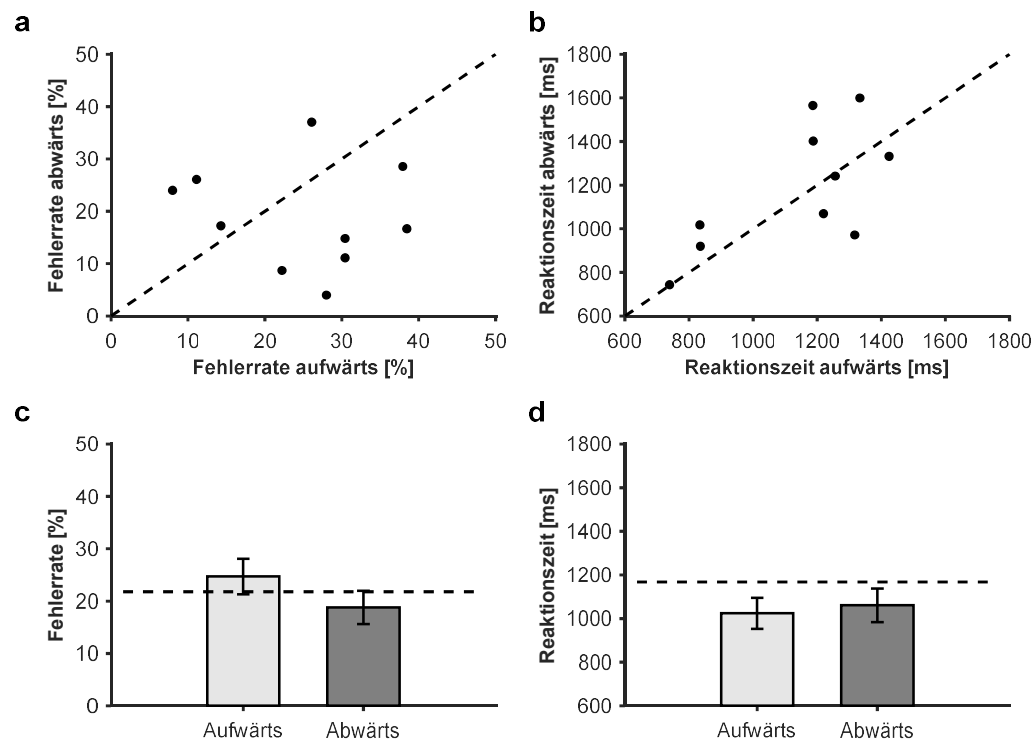 a
Fehlerrate abwärts [%]
50
40
30
20
10
0
0 10 20 30 40 50
Fehlerrate aufwärts [%]
b
Reaktionszeit abwärts [ms]
1800
1600
1400
1200
1000
800
600
600 800 1000 1200 1400 1600 1800
Reaktionszeit aufwärts [ms]
c
Fehlerrate [%]
50
40
30
20
10
0
Aufwärts Abwärts
d
Reaktionszeit [ms]
1800
1600
1400
1200
1000
800
600
Aufwärts Abwärts